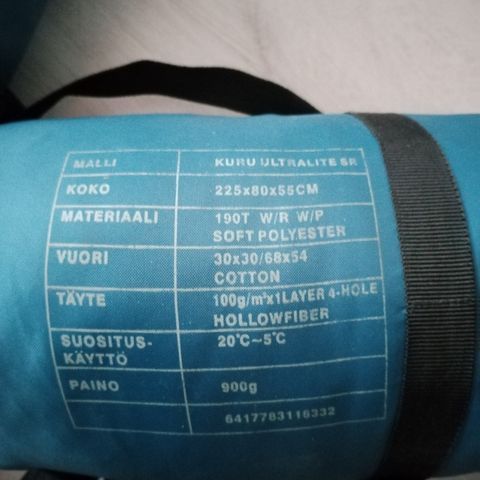 MALLI KURU ULTRALITE SR
KOKO 225x80x55CM
MATERIAALI 190T W/R W/P
SOFT POLYESTER
VUORI 30x30/68x54
COTTON
TÄYTE 100g/m²x1LAYER 4-HOLE
HOLLOWFIBER
SUOSITUS- 20°C~5°C
KÄYTTÖ
PAINO 900g
6417783116332